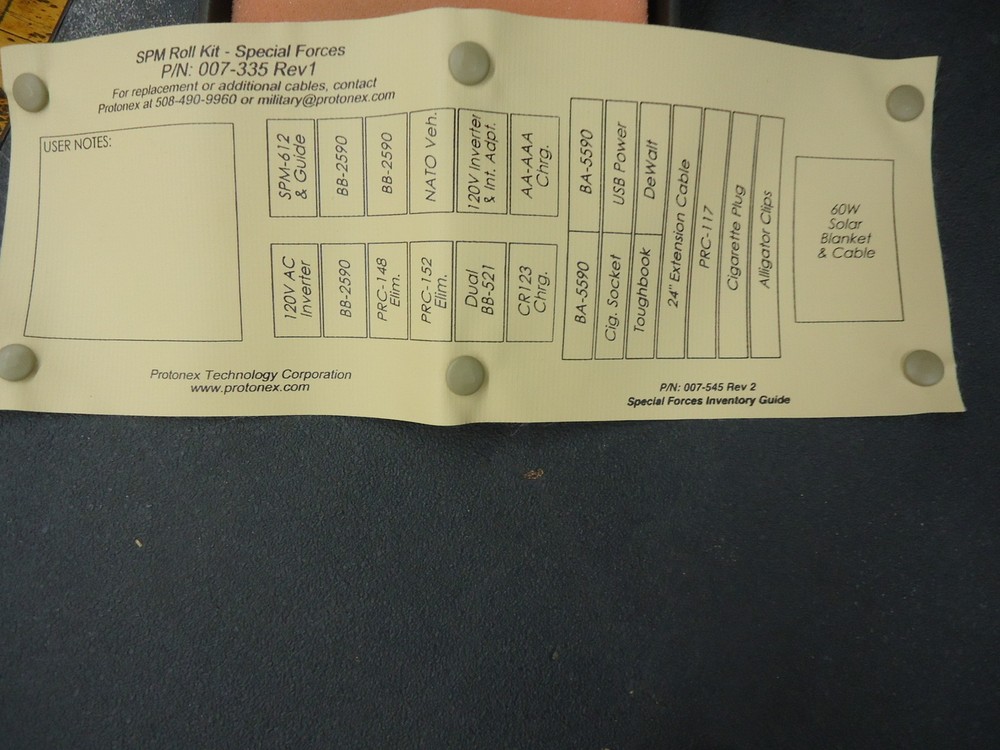 SPM Roll Kit - Special Forces
P/N: 007-335 Rev1
For replacement or additional cables, contact
Protonex at 508-490-9960 or military@protonex.com
USER NOTES:
SPM-612
& Guide
BB-2590
BB-2590
NATO Veh.
120V Inverter
& Int. Adpt.
AA-AAA
Chrg.
120V AC
Inverter
BB-2590
PRC-148
Elim.
PRC-152
Elim.
Dual
BB-521
CR123
Chrg.
BA-5590
USB Power
DeWalt
BA-5590
Cig. Socket
Toughbook
24" Extension Cable
PRC-117
Cigarette Plug
Alligator Clips
60W
Solar
Blanket
& Cable
Protonex Technology Corporation
www.protonex.com
P/N: 007-545 Rev 2
Special Forces Inventory Guide